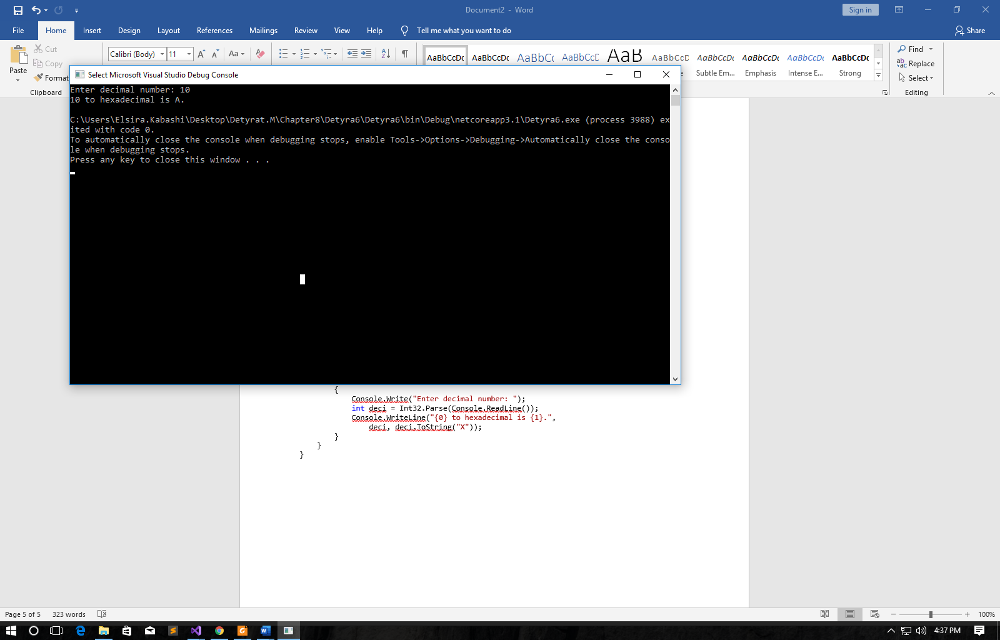 Document2 - Word
Sign in
File Home Insert Design Layout References Mailings Review View Help Tell me what you want to do Share
Paste
Cut
Copy
Format
Clipboard
Calibri (Body) 11
AaBbCcDc AaBbCcDc AaBbC( AaBbCcD AaB AaBbCcD AaBbCcDc AaBbCcDc AaBbCcDc AaBbCcDc
Subtle Em... Emphasis Intense E... Strong
Find
Replace
Select
Editing
Select Microsoft Visual Studio Debug Console
Enter decimal number: 10
10 to hexadecimal is A.
C:\Users\Elsira.Kabashi\Desktop\Detyrat.M\Chapter8\Detyra6\Detyra6\bin\Debug\netcoreapp3.1\Detyra6.exe (process 3988) ex
ited with code 0.
To automatically close the console when debugging stops, enable Tools->Options->Debugging->Automatically close the conso
le when debugging stops.
Press any key to close this window . . .
{
Console.Write("Enter decimal number: ");
int deci = Int32.Parse(Console.ReadLine());
Console.WriteLine("{0} to hexadecimal is {1}.",
deci, deci.ToString("X"));
}
}
}
Page 5 of 5 323 words
100%
4:37 PM